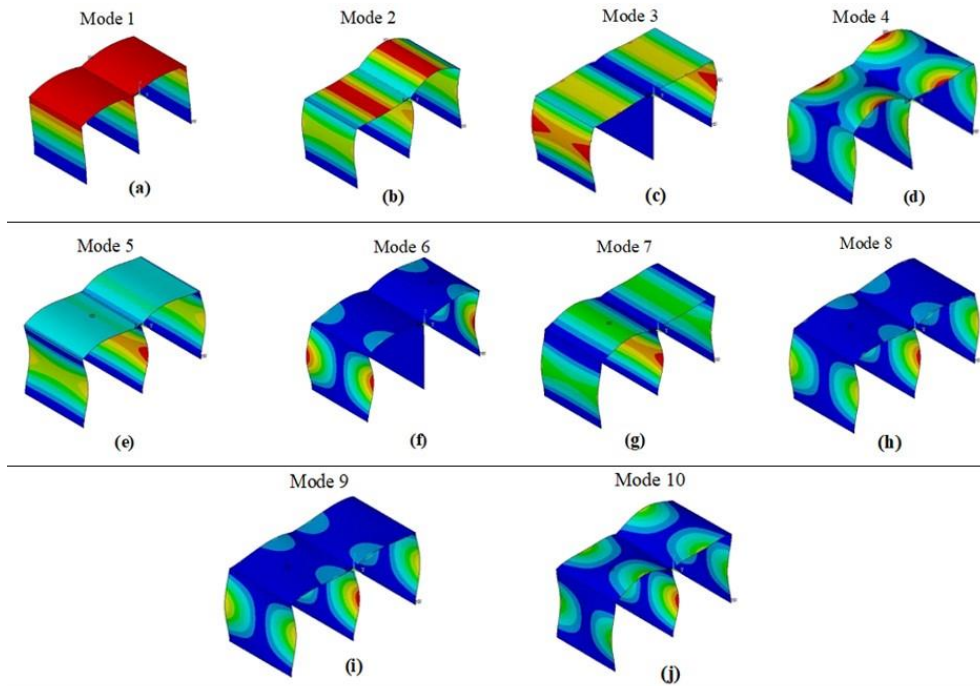 Mode 1
Mode 2
Mode 3
Mode 4
(a)
(b)
(c)
(d)
Mode 5
Mode 6
Mode 7
Mode 8
(e)
(f)
(g)
(h)
Mode 9
Mode 10
(i)
(j)